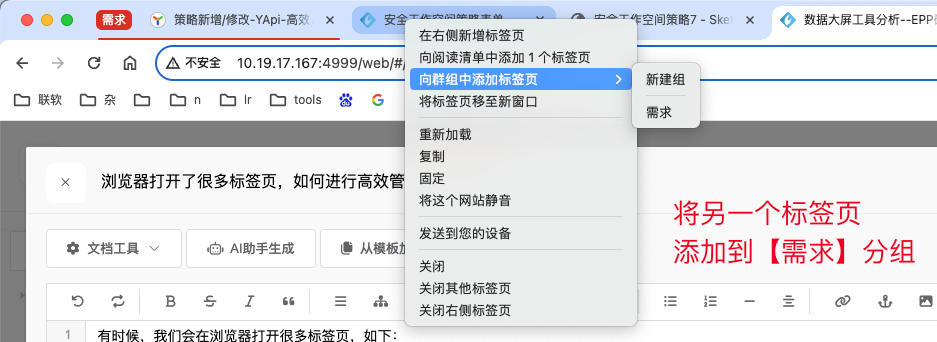 需求
策略新增/修改-YApi-高效
安全工作空间策略表单
安全工作空间策略7 - Ske
数据大屏工具分析--EPP
不安全
10.19.17.167:4999/web/#/
联软
杂
n
lr
tools
在右侧新增标签页
向阅读清单中添加 1 个标签页
向群组中添加标签页
将标签页移至新窗口
重新加载
复制
固定
将这个网站静音
发送到您的设备
关闭
关闭其他标签页
关闭右侧标签页
新建组
需求
浏览器打开了很多标签页，如何进行高效管
将另一个标签页
添加到【需求】分组
文档工具
AI助手生成
从模板加
B
S
I
1
有时候，我们会在浏览器打开很多标签页，如下：